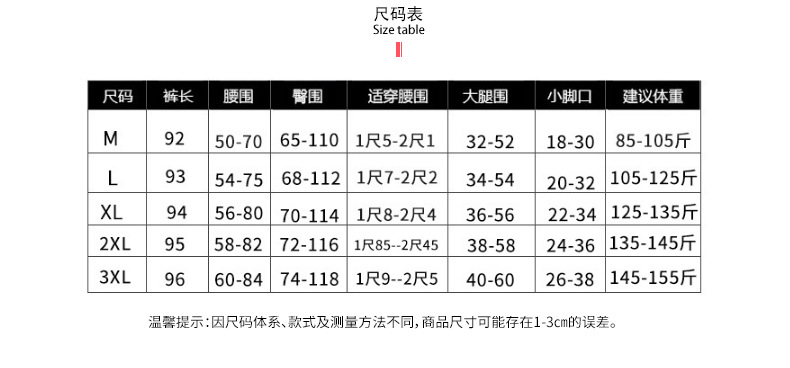 尺码表
Size table
尺码 裤长 腰围 臀围 适穿腰围 大腿围 小脚口 建议体重
M 92 50-70 65-110 1尺5-2尺1 32-52 18-30 85-105斤
L 93 54-75 68-112 1尺7-2尺2 34-54 20-32 105-125斤
XL 94 56-80 70-114 1尺8-2尺4 36-56 22-34 125-135斤
2XL 95 58-82 72-116 1尺85--2尺45 38-58 24-36 135-145斤
3XL 96 60-84 74-118 1尺9--2尺5 40-60 26-38 145-155斤
温馨提示:因尺码体系、款式及测量方法不同,商品尺寸可能存在1-3cm的误差。